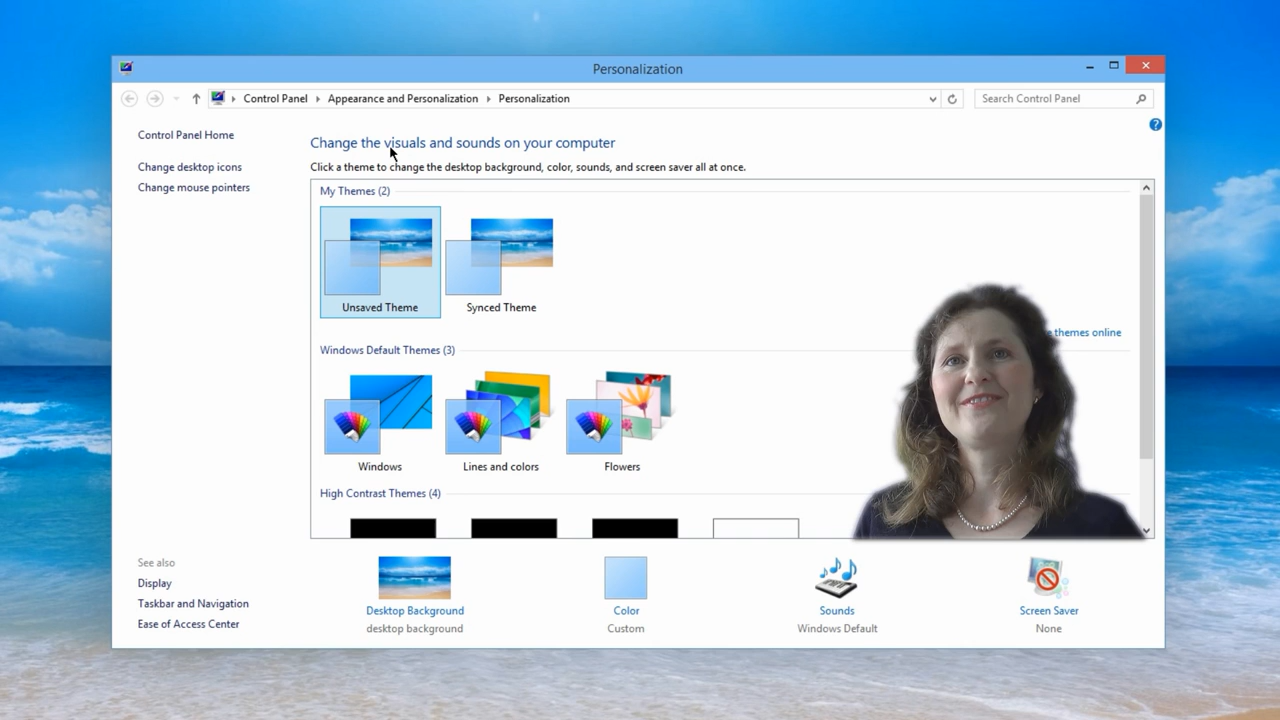 Personalization
Control Panel Appearance and Personalization Personalization
Search Control Panel
Control Panel Home
Change desktop icons
Change mouse pointers
Change the visuals and sounds on your computer
Click a theme to change the desktop background, color, sounds, and screen saver all at once.
My Themes (2)
Unsaved Theme
Synced Theme
themes online
Windows Default Themes (3)
Windows
Lines and colors
Flowers
High Contrast Themes (4)
See also
Display
Taskbar and Navigation
Ease of Access Center
Desktop Background
desktop background
Color
Custom
Sounds
Windows Default
Screen Saver
None